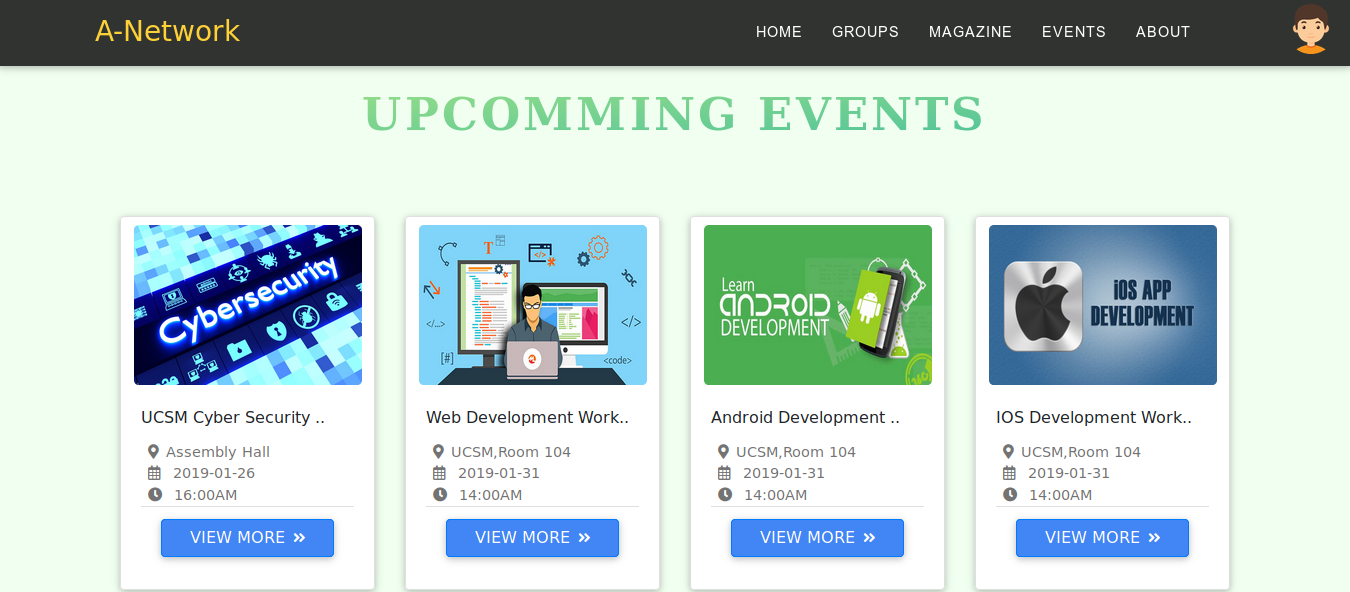 A-Network
HOME GROUPS MAGAZINE EVENTS ABOUT
UPCOMMING EVENTS
Cybersecurity
UCSM Cyber Security ..
Assembly Hall
2019-01-26
16:00AM
VIEW MORE »
T
</>
</...>
</>
[#]
<code>
Web Development Work..
UCSM,Room 104
2019-01-31
14:00AM
VIEW MORE »
Learn
ANDROID
DEVELOPMENT
Android Development ..
UCSM,Room 104
2019-01-31
14:00AM
VIEW MORE »
iOS APP
DEVELOPMENT
IOS Development Work..
UCSM,Room 104
2019-01-31
14:00AM
VIEW MORE »